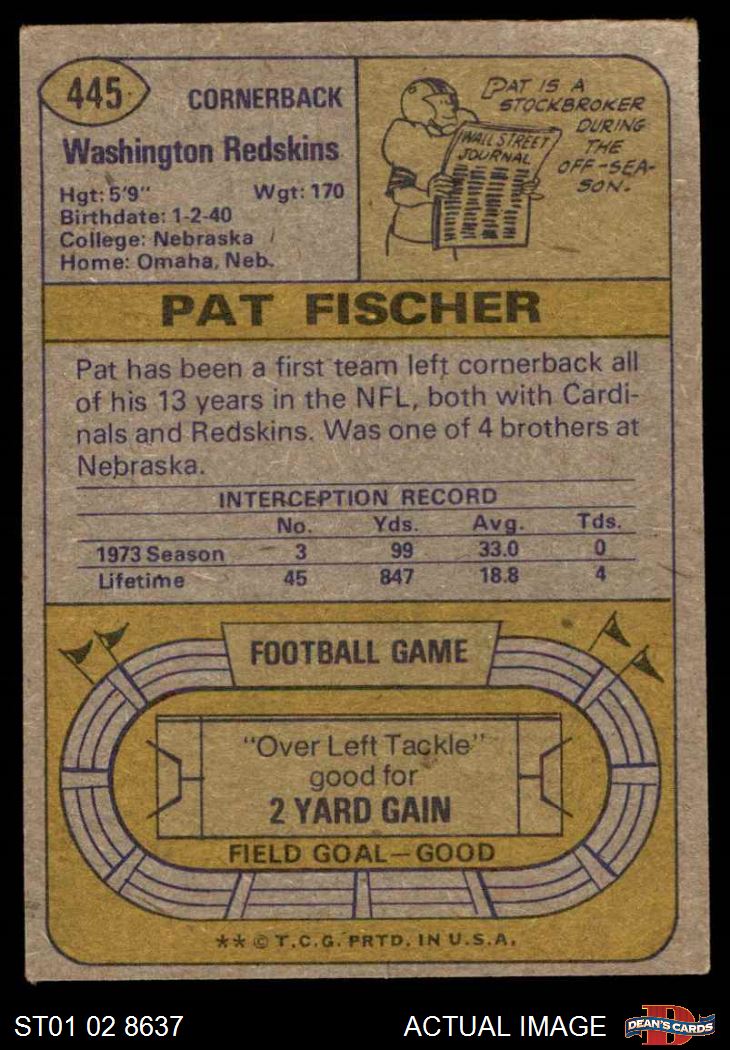 445
CORNERBACK
Washington Redskins
Hgt: 5'9" Wgt: 170
Birthdate: 1-2-40
College: Nebraska
Home: Omaha, Neb.
PAT IS A
STOCKBROKER
DURING
THE
OFF-SEA-
SON.
WALL STREET
JOURNAL
PAT FISCHER
Pat has been a first team left cornerback all
of his 13 years in the NFL, both with Cardi-
nals and Redskins. Was one of 4 brothers at
Nebraska.
INTERCEPTION RECORD
No. Yds. Avg. Tds.
1973 Season 3 99 33.0 0
Lifetime 45 847 18.8 4
FOOTBALL GAME
"Over Left Tackle"
good for
2 YARD GAIN
FIELD GOAL—GOOD
** © T.C.G. PRTD. IN U.S.A.
ST01 02 8637 ACTUAL IMAGE
D
DEAN'S CARDS